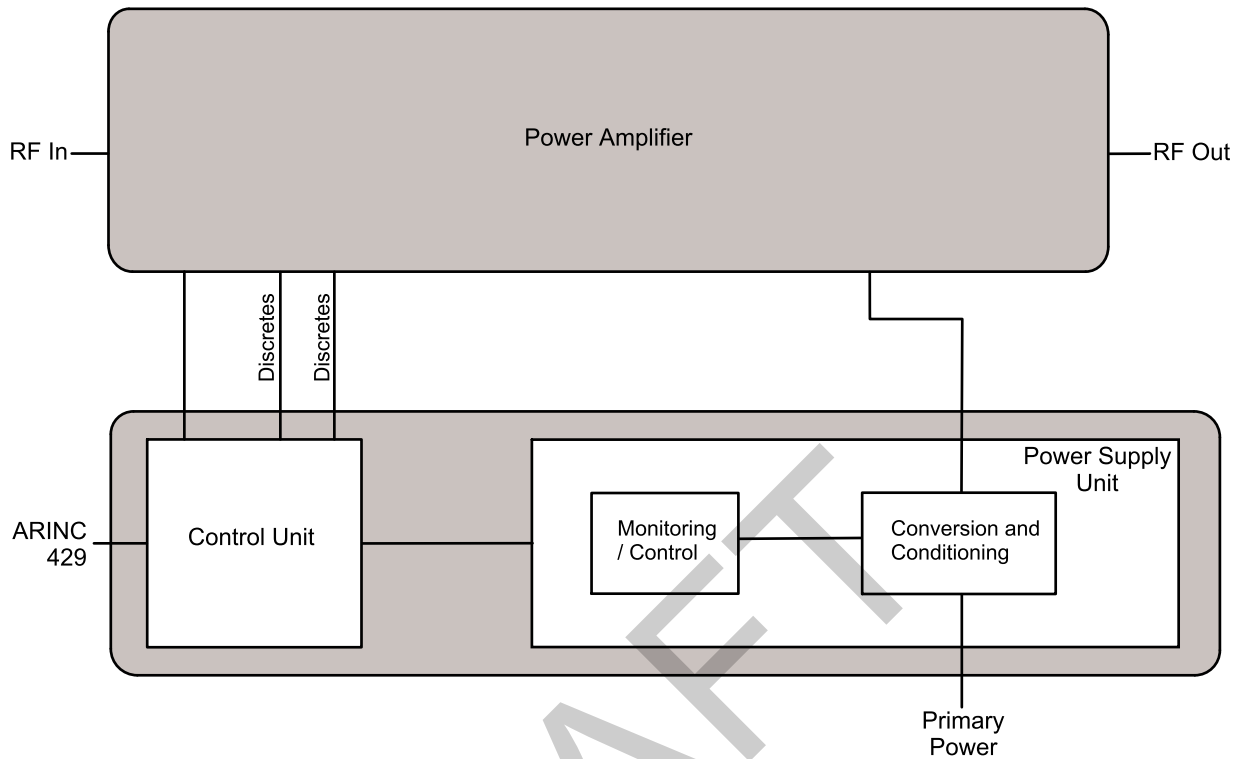 Power Amplifier
RF In
RF Out
Discretes
Discretes
Power Supply
Unit
ARINC
429
Control Unit
Monitoring
/ Control
Conversion and
Conditioning
Primary
Power
AFT